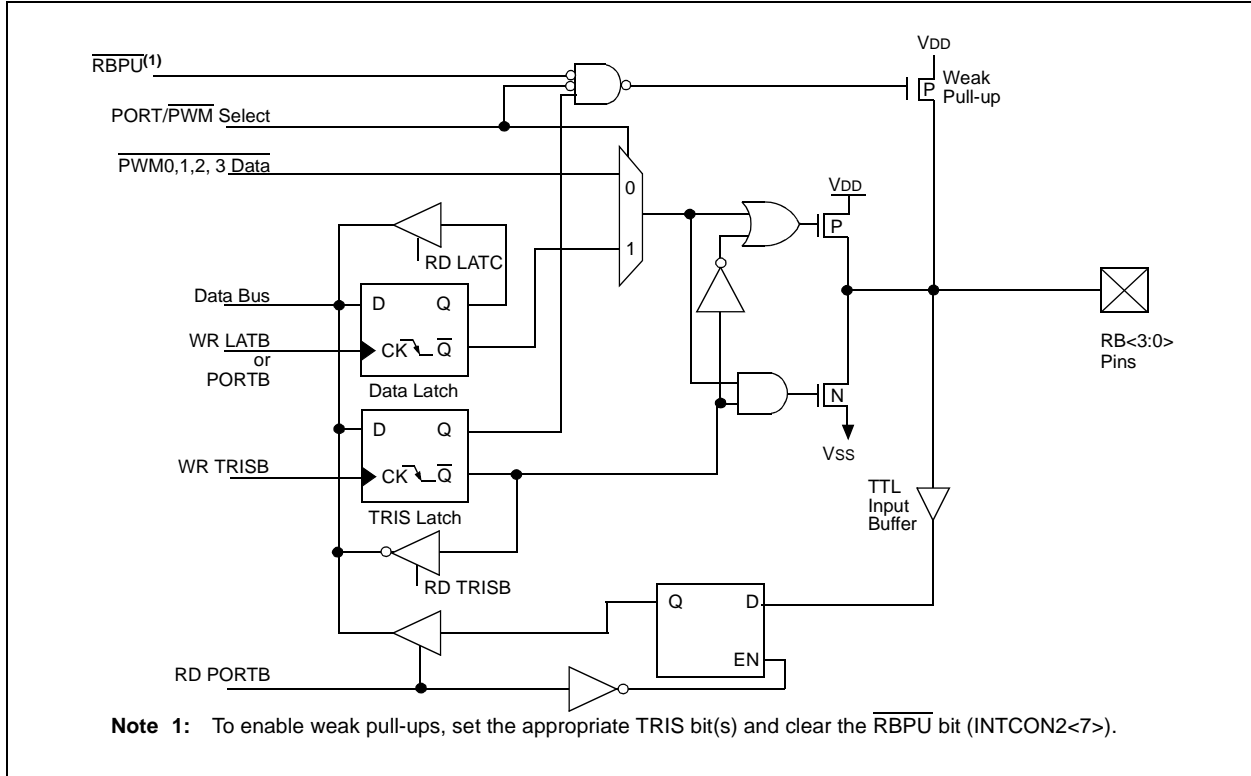 VDD
RBPU(1)
Weak
Pull-up
P
PORT/PWM Select
PWM0,1,2, 3 Data
0
VDD
P
1
RD LATC
Data Bus
D Q
WR LATB
or
PORTB
CK Q
Data Latch
RB<3:0>
Pins
N
VSS
D Q
WR TRISB
CK Q
TRIS Latch
TTL
Input
Buffer
RD TRISB
Q D
EN
RD PORTB
Note 1: To enable weak pull-ups, set the appropriate TRIS bit(s) and clear the RBPU bit (INTCON2<7>).